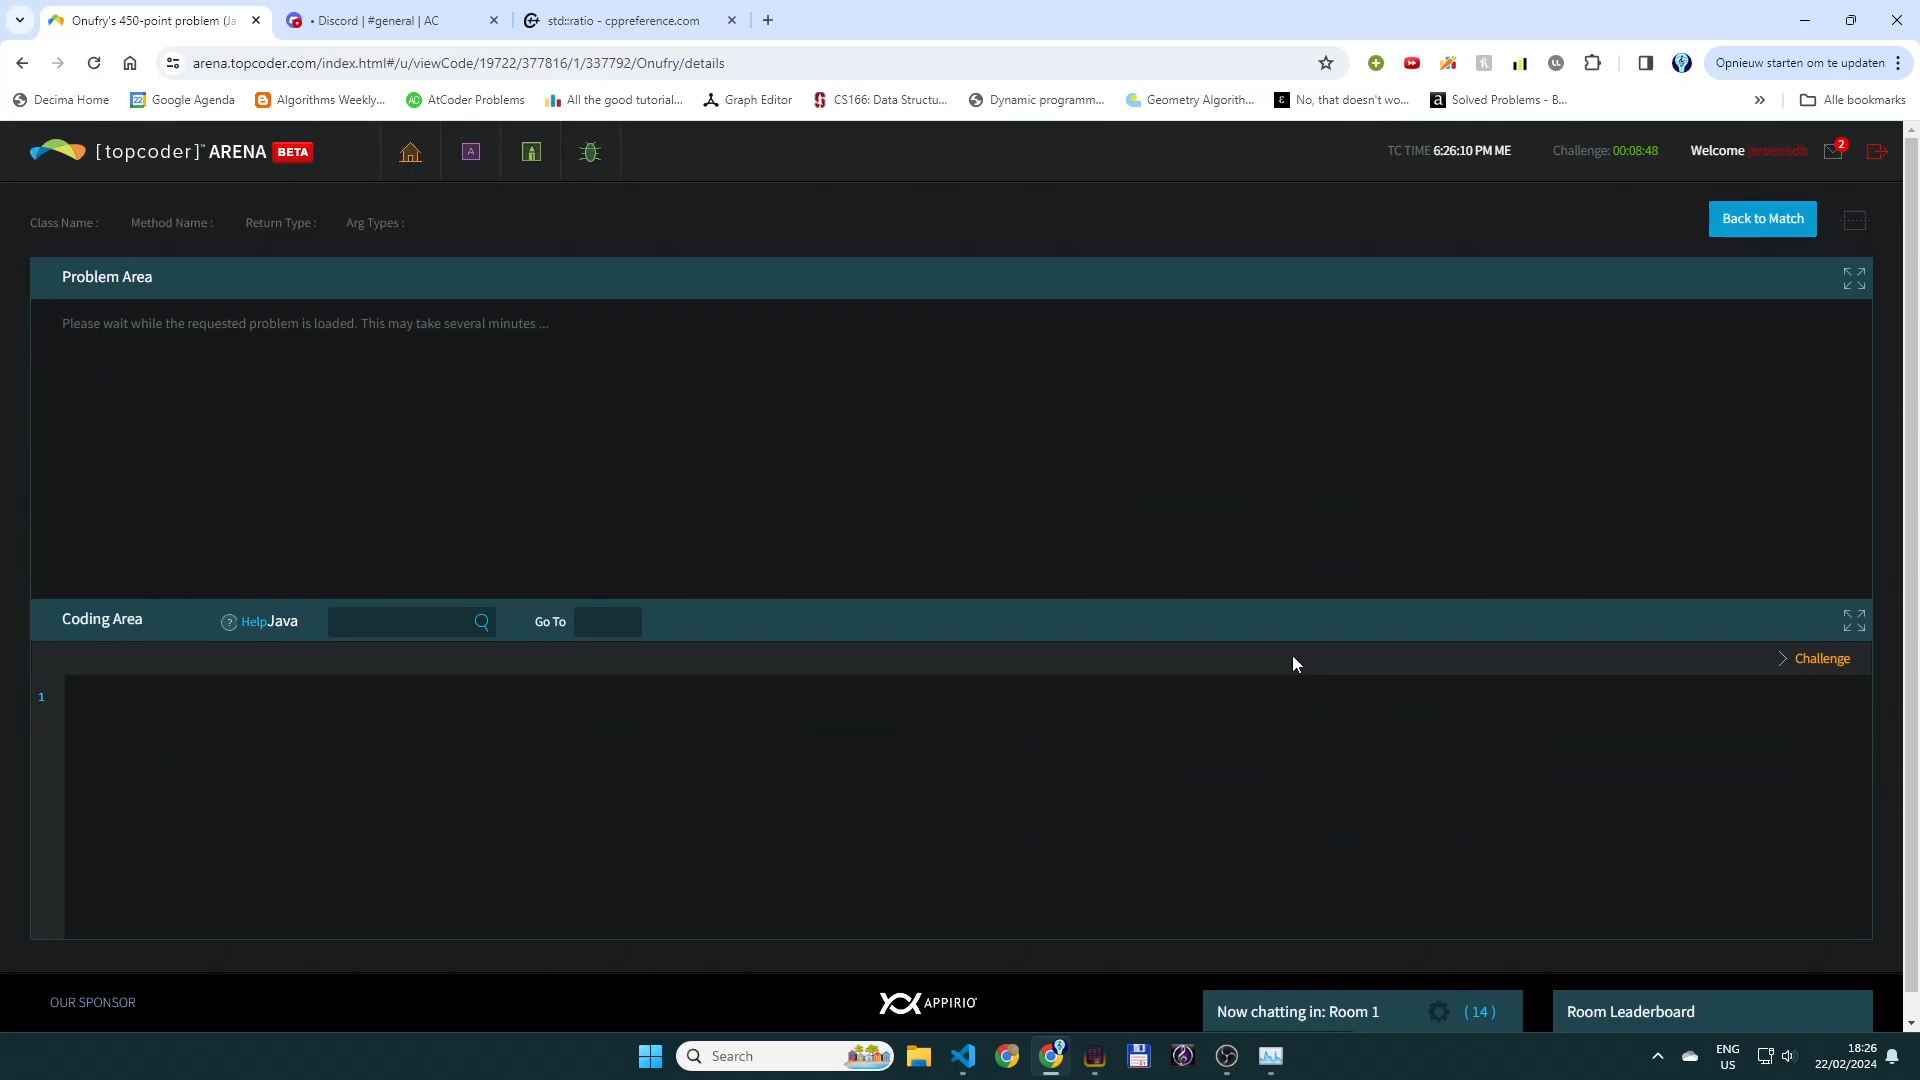 Onufry's 450-point problem (Ja
• Discord | #general | AC
std::ratio - cppreference.com
arena.topcoder.com/index.html#/u/viewCode/19722/377816/1/337792/Onufry/details
Opnieuw starten om te updaten
Decima Home
Google Agenda
Algorithms Weekly...
AtCoder Problems
All the good tutorial...
Graph Editor
CS166: Data Structu...
Dynamic programm...
Geometry Algorith...
No, that doesn't wo...
Solved Problems - B...
Alle bookmarks
[topcoder]™ ARENA BETA
TC TIME 6:26:10 PM ME
Challenge: 00:08:48
Welcome jeroenodb
2
Class Name :
Method Name :
Return Type :
Arg Types :
Back to Match
Problem Area
Please wait while the requested problem is loaded. This may take several minutes ...
Coding Area
? Help
Java
Go To
Challenge
1
OUR SPONSOR
APPIRIO
Now chatting in: Room 1
( 14 )
Room Leaderboard
Search
ENG
US
18:26
22/02/2024